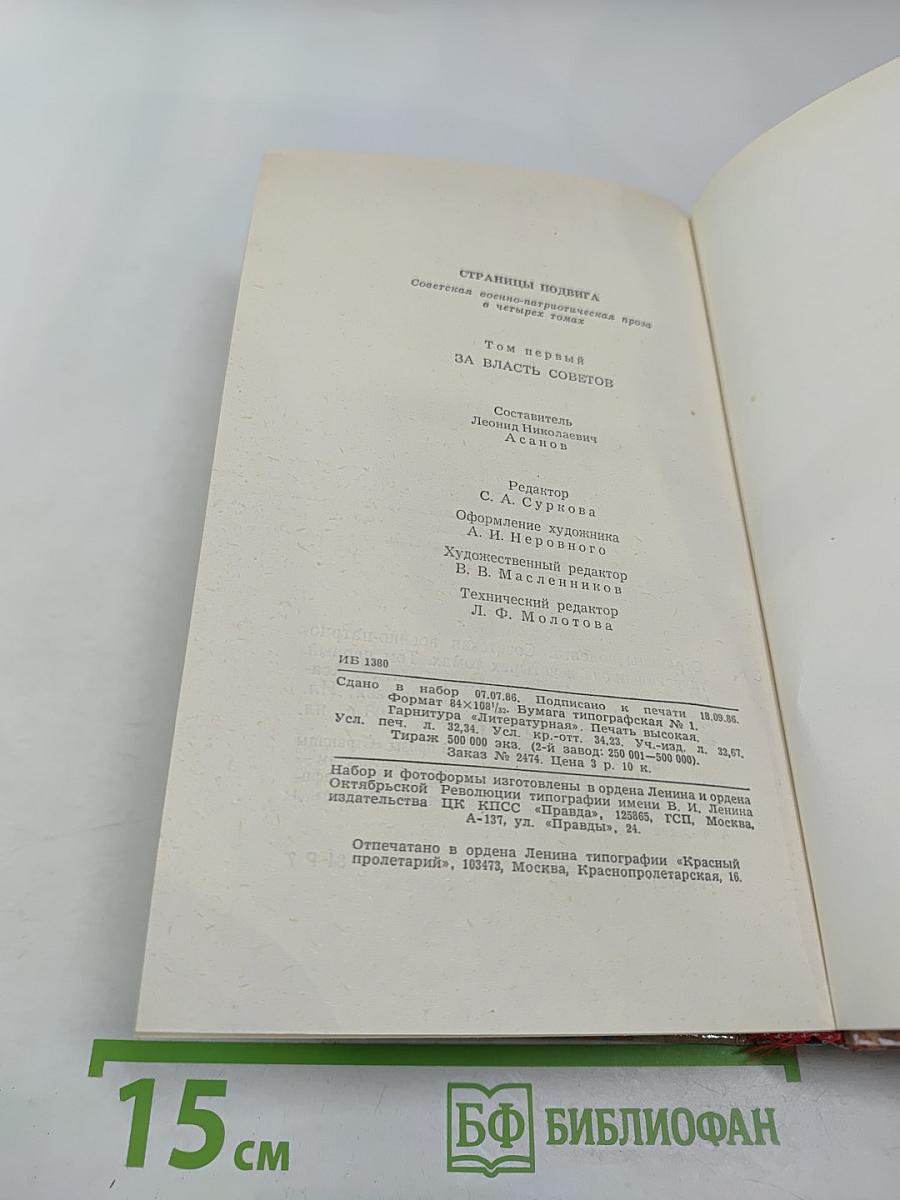 СТРАНИЦЫ ПОДВИГА
Советская военно-патриотическая проза
в четырех томах
Том первый
ЗА ВЛАСТЬ СОВЕТОВ
Составитель
Леонид Николаевич
Асанов
Редактор
С. А. Суркова
Оформление художника
А. И. Неровного
Художественный редактор
В. В. Масленников
Технический редактор
Л. Ф. Молотова
ИБ 1380
Сдано в набор 07.07.86. Подписано к печати 18.09.86.
Формат 84×108¹/₃₂. Бумага типографская № 1.
Гарнитура «Литературная». Печать высокая.
Усл. печ. л. 32,34. Усл. кр.-отт. 34,23. Уч.-изд. л. 32,67.
Тираж 500 000 экз. (2-й завод: 250 001—500 000).
Заказ № 2474. Цена 3 р. 10 к.
Набор и фотоформы изготовлены в ордена Ленина и ордена
Октябрьской Революции типографии имени В. И. Ленина
издательства ЦК КПСС «Правда», 125865, ГСП, Москва,
А-137, ул. «Правды», 24.
Отпечатано в ордена Ленина типографии «Красный
пролетарий», 103473, Москва, Краснопролетарская, 16.
15 см
БФ БИБЛИОФАН